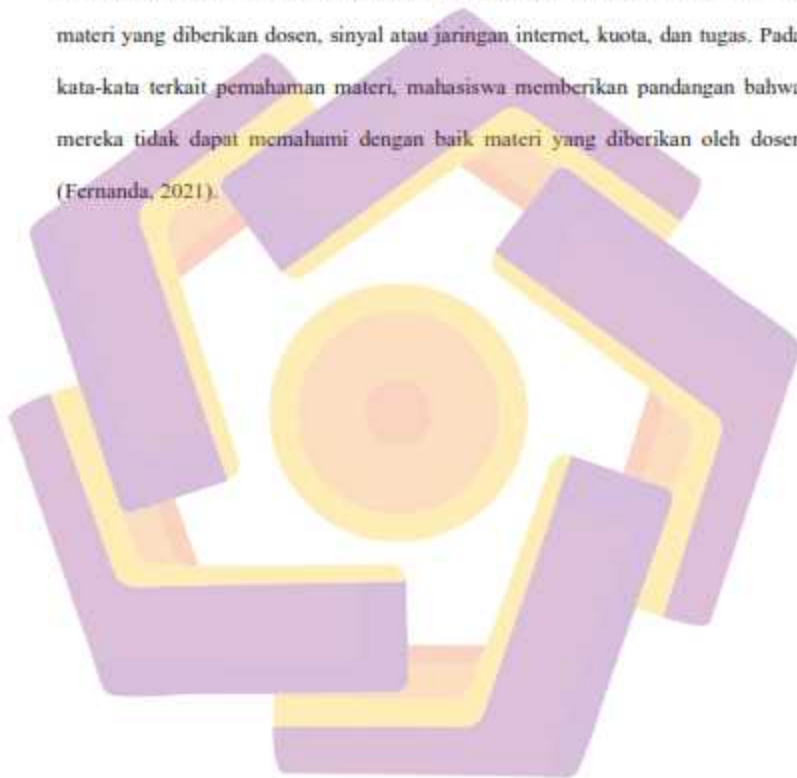 materi yang diberikan dosen, sinyal atau jaringan internet, kuota, dan tugas. Pada
kata-kata terkait pemahaman materi, mahasiswa memberikan pandangan bahwa
mereka tidak dapat memahami dengan baik materi yang diberikan oleh dosen
(Fernanda, 2021).